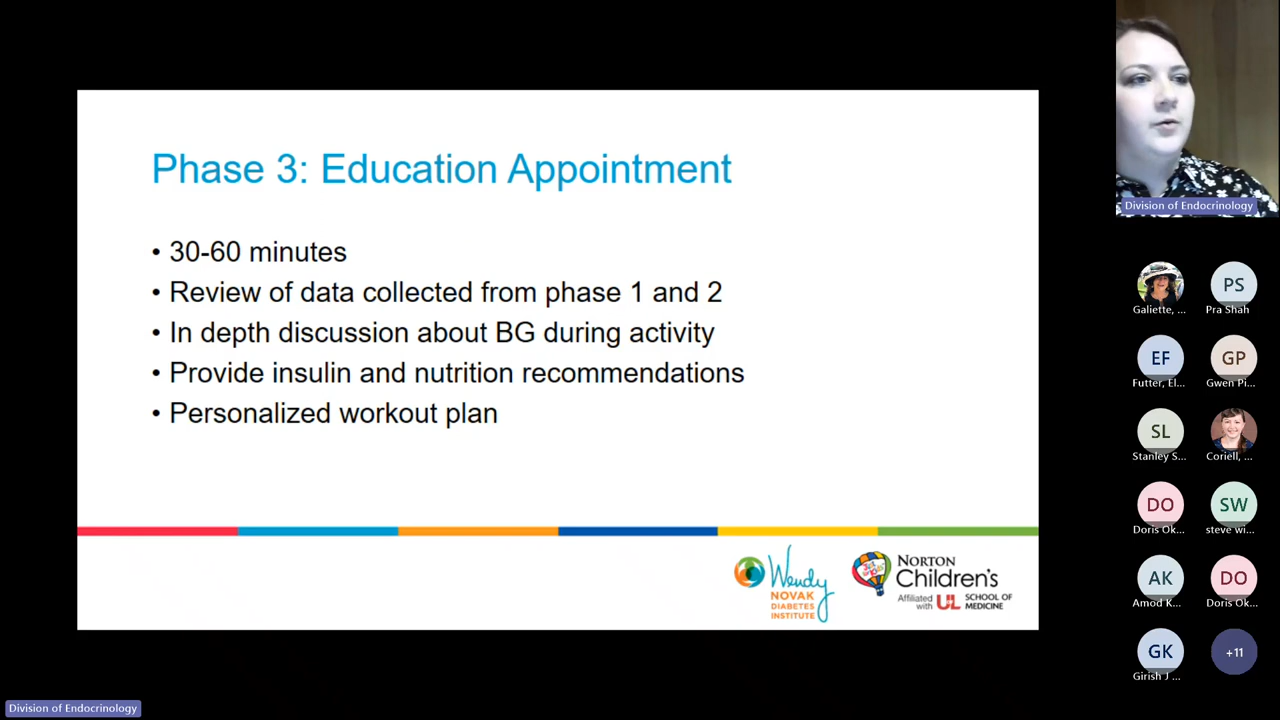 Phase 3: Education Appointment
• 30-60 minutes
• Review of data collected from phase 1 and 2
• In depth discussion about BG during activity
• Provide insulin and nutrition recommendations
• Personalized workout plan
Wendy
NOVAK
DIABETES
INSTITUTE
Just for Kids
NORTON
Children's
Affiliated
with
UL
SCHOOL OF
MEDICINE
Division of Endocrinology
Galiette, ...
PS
Pra Shah
EF
Futter, El...
GP
Gwen Pi...
SL
Stanley S...
Coriell, ...
DO
Doris Ok...
SW
steve wi...
AK
Amod K...
DO
Doris Ok...
GK
Girish J ...
+11
Division of Endocrinology